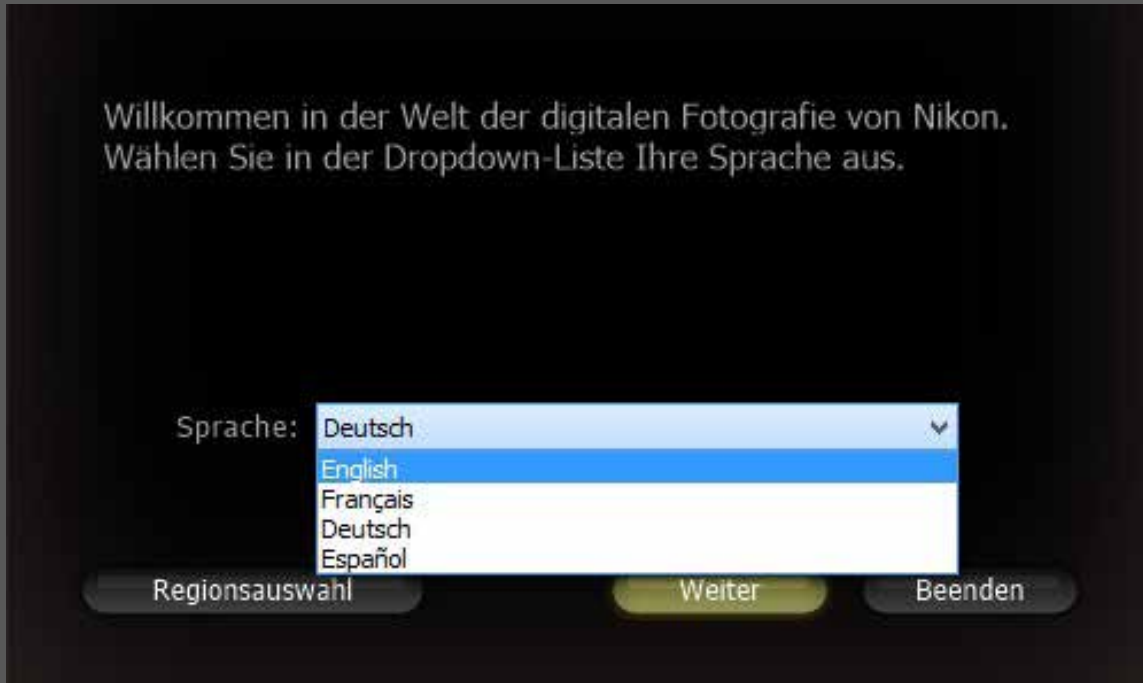 Willkommen in der Welt der digitalen Fotografie von Nikon.
Wählen Sie in der Dropdown-Liste Ihre Sprache aus.
Sprache: Deutsch
English
Français
Deutsch
Español
Regionsauswahl Weiter Beenden